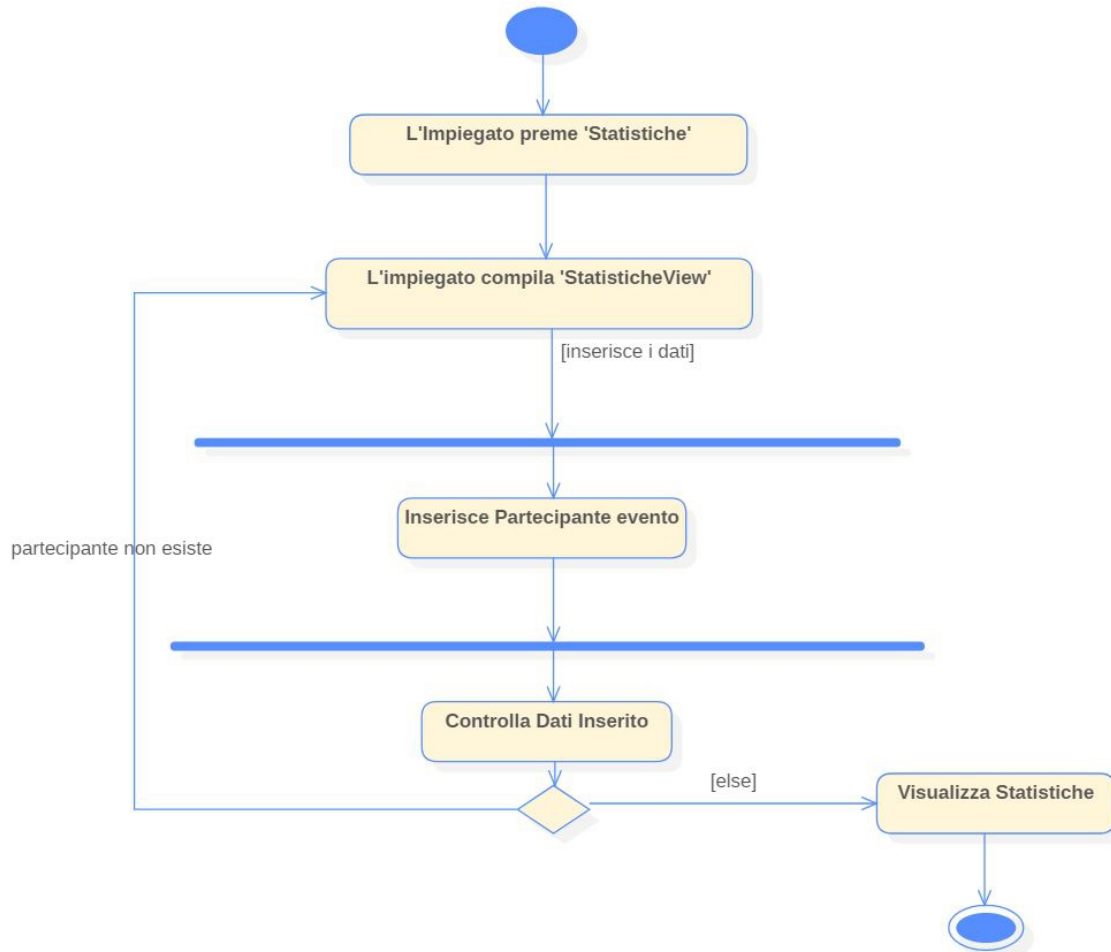 L'Impiegato preme 'Statistiche'
L'impiegato compila 'StatisticheView'
[inserisce i dati]
Inserisce Partecipante evento
partecipante non esiste
Controlla Dati Inserito
[else]
Visualizza Statistiche